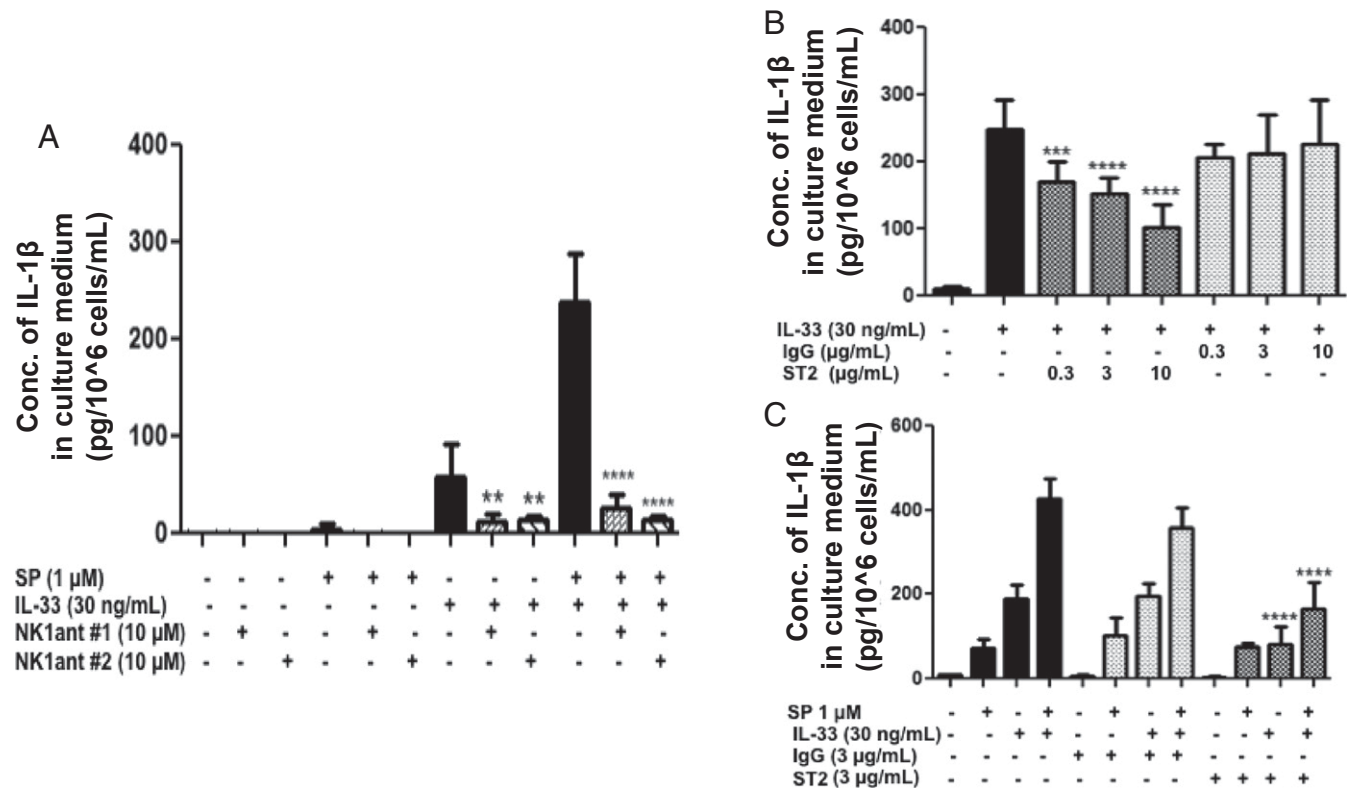 A
Conc. of IL-1β
in culture medium
(pg/10^6 cells/mL)
400
300
200
100
0
** ** **** ****
SP (1 µM) - - - + + + - - - + + +
IL-33 (30 ng/mL) - - - - - - + + + + + +
NK1ant #1 (10 µM) - + - - + - - + - - + -
NK1ant #2 (10 µM) - - + - - + - - + - - +
B
Conc. of IL-1β
in culture medium
(pg/10^6 cells/mL)
400
300
200
100
0
*** **** ****
IL-33 (30 ng/mL) - + + + + + + +
IgG (µg/mL) - - - - - 0.3 3 10
ST2 (µg/mL) - - 0.3 3 10 - - -
C
Conc. of IL-1β
in culture medium
(pg/10^6 cells/mL)
600
400
200
0
**** ****
SP 1 µM - + - + - + - + - + - +
IL-33 (30 ng/mL) - - + + - - + + - - + +
IgG (3 µg/mL) - - - - + + + + - - - -
ST2 (3 µg/mL) - - - - - - - - + + + +